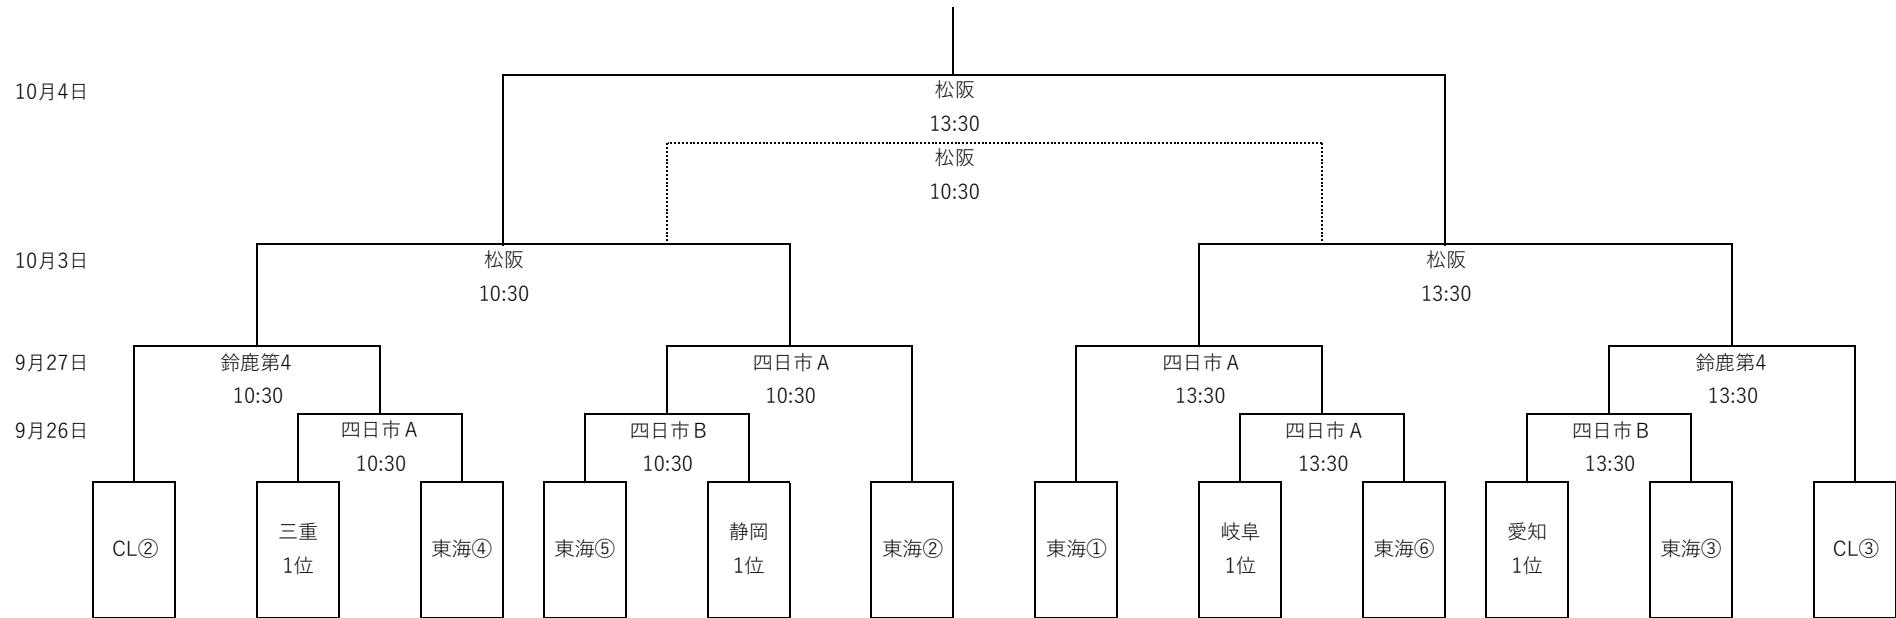 10月4日
松阪
13:30
松阪
10:30
10月3日
松阪
10:30
松阪
13:30
9月27日
鈴鹿第4
10:30
四日市A
10:30
四日市A
13:30
鈴鹿第4
13:30
9月26日
四日市A
10:30
四日市B
10:30
四日市A
13:30
四日市B
13:30
CL②
三重
1位
東海④
東海⑤
静岡
1位
東海②
東海①
岐阜
1位
東海⑥
愛知
1位
東海③
CL③